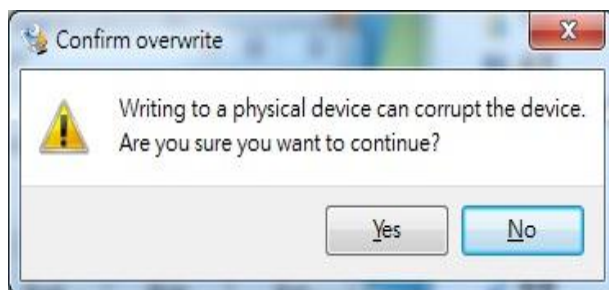 Confirm overwrite
Writing to a physical device can corrupt the device.
Are you sure you want to continue?
Yes
No